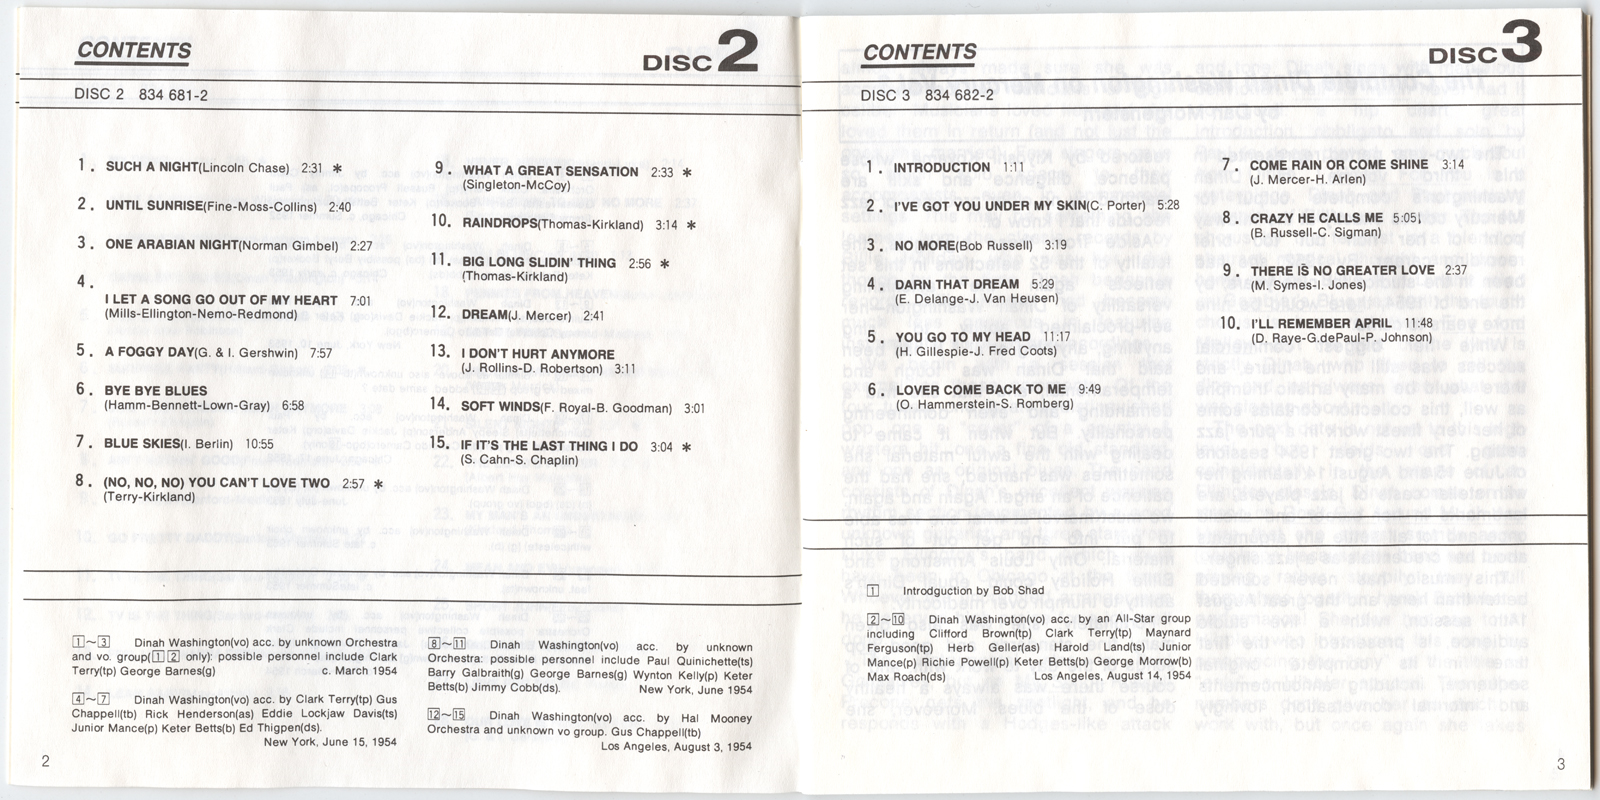 CONTENTS
DISC 2
DISC 2 834 681-2
1. SUCH A NIGHT(Lincoln Chase) 2:31 *
2. UNTIL SUNRISE(Fine-Moss-Collins) 2:40
3. ONE ARABIAN NIGHT(Norman Gimbel) 2:27
4.
I LET A SONG GO OUT OF MY HEART 7:01
(Mills-Ellington-Nemo-Redmond)
5. A FOGGY DAY(G. & I. Gershwin) 7:57
6. BYE BYE BLUES
(Hamm-Bennett-Lown-Gray) 6:58
7. BLUE SKIES(I. Berlin) 10:55
8. (NO, NO, NO) YOU CAN'T LOVE TWO 2:57 *
(Terry-Kirkland)
9. WHAT A GREAT SENSATION 2:33 *
(Singleton-McCoy)
10. RAINDROPS(Thomas-Kirkland) 3:14 *
11. BIG LONG SLIDIN' THING 2:56 *
(Thomas-Kirkland)
12. DREAM(J. Mercer) 2:41
13. I DON'T HURT ANYMORE
(J. Rollins-D. Robertson) 3:11
14. SOFT WINDS(F. Royal-B. Goodman) 3:01
15. IF IT'S THE LAST THING I DO 3:04 *
(S. Cahn-S. Chaplin)
1~3 Dinah Washington(vo) acc. by unknown Orchestra
and vo. group(1 2 only): possible personnel include Clark
Terry(tp) George Barnes(g) c. March 1954
4~7 Dinah Washington(vo) acc. by Clark Terry(tp) Gus
Chappell(tb) Rick Henderson(as) Eddie Lockjaw Davis(ts)
Junior Mance(p) Keter Betts(b) Ed Thigpen(ds).
New York, June 15, 1954
8~11 Dinah Washington(vo) acc. by unknown
Orchestra: possible personnel include Paul Quinichette(ts)
Barry Galbraith(g) George Barnes(g) Wynton Kelly(p) Keter
Betts(b) Jimmy Cobb(ds). New York, June 1954
12~15 Dinah Washington(vo) acc. by Hal Mooney
Orchestra and unknown vo group. Gus Chappell(tb)
Los Angeles, August 3, 1954
2
CONTENTS
DISC 3
DISC 3 834 682-2
1. INTRODUCTION 1:11
2. I'VE GOT YOU UNDER MY SKIN(C. Porter) 5:28
3. NO MORE(Bob Russell) 3:19
4. DARN THAT DREAM 5:29
(E. Delange-J. Van Heusen)
5. YOU GO TO MY HEAD 11:17
(H. Gillespie-J. Fred Coots)
6. LOVER COME BACK TO ME 9:49
(O. Hammerstein-S. Romberg)
7. COME RAIN OR COME SHINE 3:14
(J. Mercer-H. Arlen)
8. CRAZY HE CALLS ME 5:05
(B. Russell-C. Sigman)
9. THERE IS NO GREATER LOVE 2:37
(M. Symes-I. Jones)
10. I'LL REMEMBER APRIL 11:48
(D. Raye-G.dePaul-P. Johnson)
1 Introdguction by Bob Shad
2~10 Dinah Washington(vo) acc. by an All-Star group
including Clifford Brown(tp) Clark Terry(tp) Maynard
Ferguson(tp) Herb Geller(as) Harold Land(ts) Junior
Mance(p) Richie Powell(p) Keter Betts(b) George Morrow(b)
Max Roach(ds) Los Angeles, August 14, 1954
3